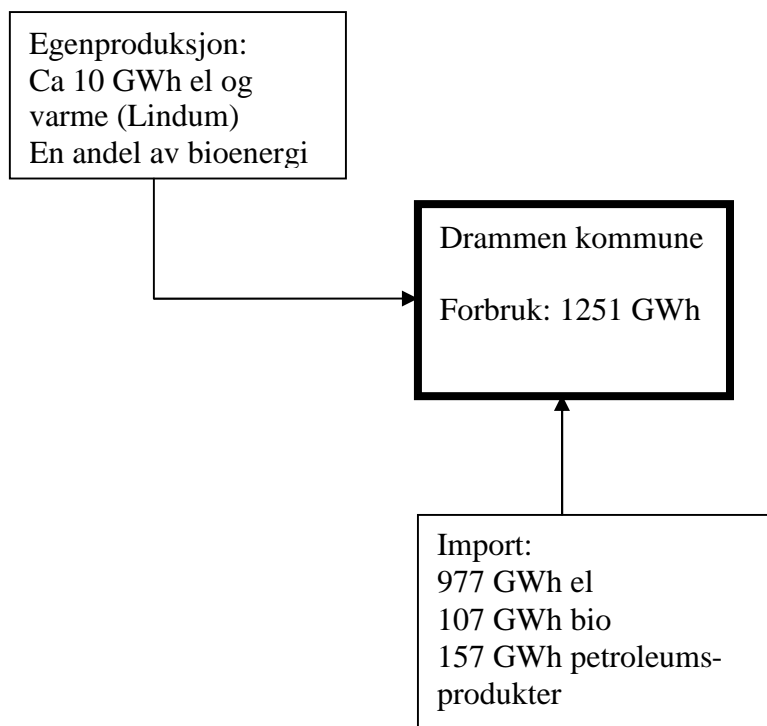 Egenproduksjon:
Ca 10 GWh el og
varme (Lindum)
En andel av bioenergi
Drammen kommune
Forbruk: 1251 GWh
Import:
977 GWh el
107 GWh bio
157 GWh petroleums-
produkter